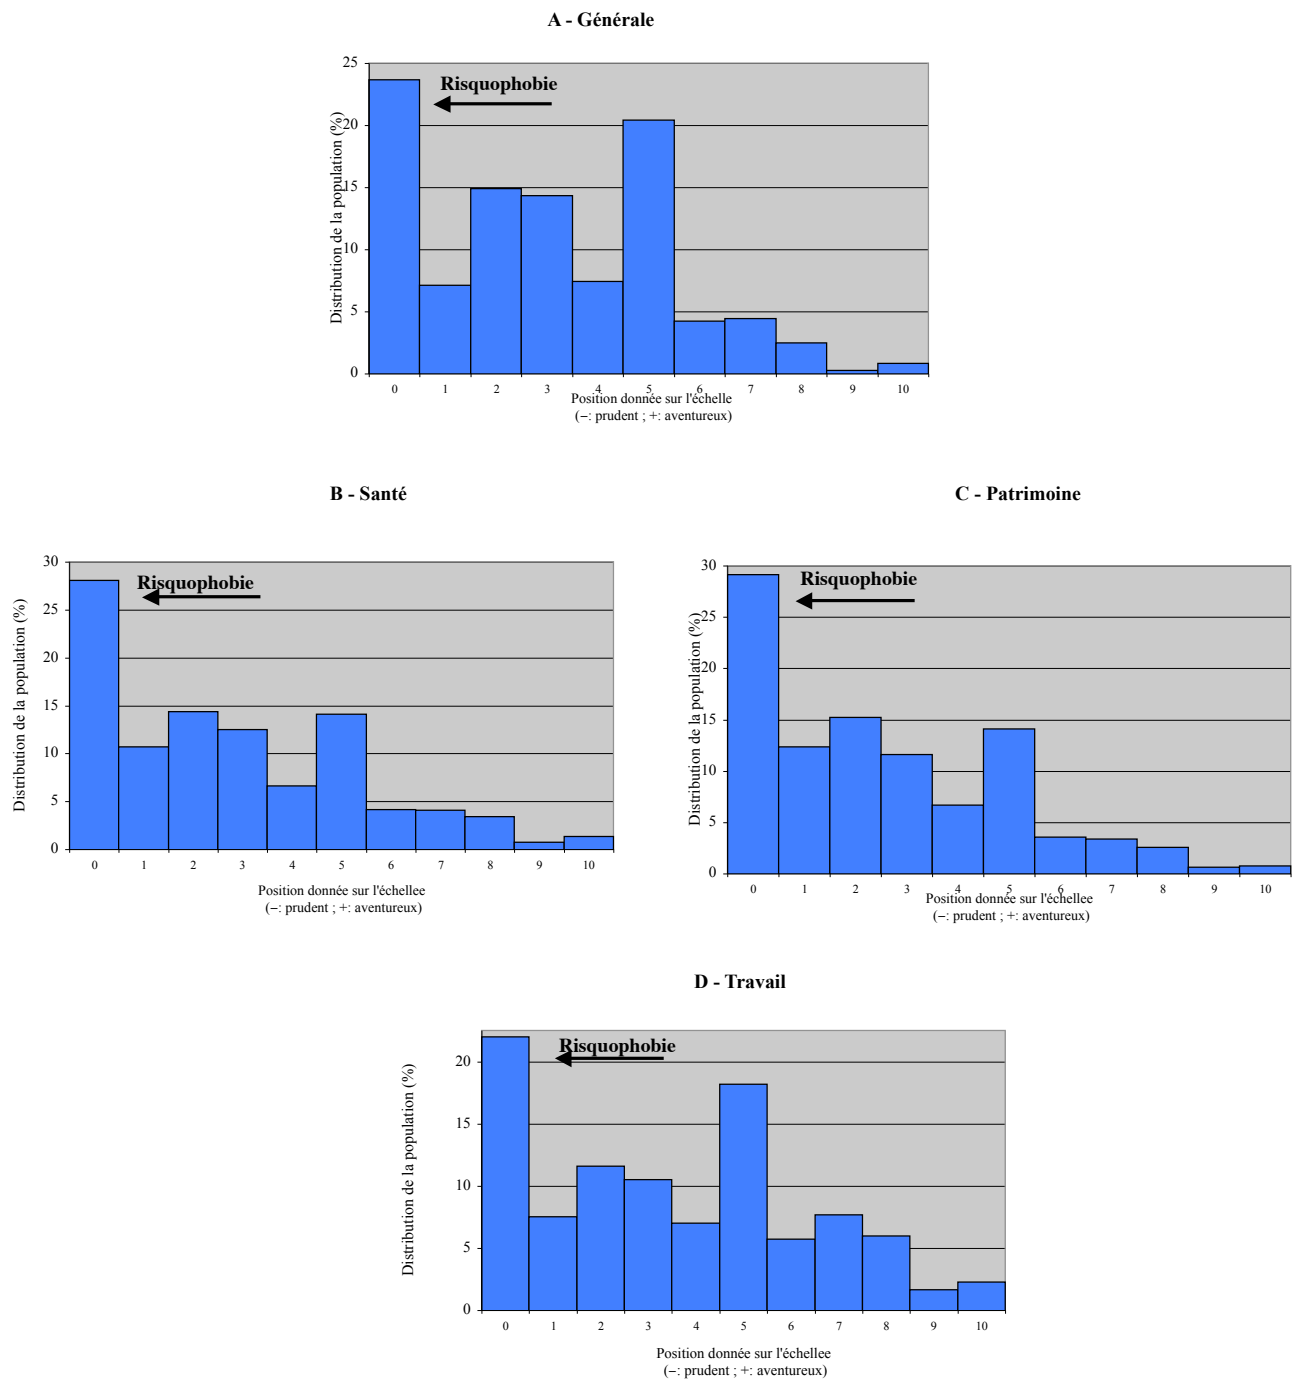 A - Générale
25
20
15
10
5
0
Distribution de la population (%)
Risquophobie
0 1 2 3 4 5 6 7 8 9 10
Position donnée sur l'échelle
(−: prudent ; +: aventureux)
B - Santé
30
25
20
15
10
5
0
Distribution de la population (%)
Risquophobie
0 1 2 3 4 5 6 7 8 9 10
Position donnée sur l'échellee
(−: prudent ; +: aventureux)
C - Patrimoine
30
25
20
15
10
5
0
Distribution de la population (%)
Risquophobie
0 1 2 3 4 5 6 7 8 9 10
Position donnée sur l'échellee
(−: prudent ; +: aventureux)
D - Travail
20
15
10
5
0
Distribution de la population (%)
Risquophobie
0 1 2 3 4 5 6 7 8 9 10
Position donnée sur l'échellee
(−: prudent ; +: aventureux)